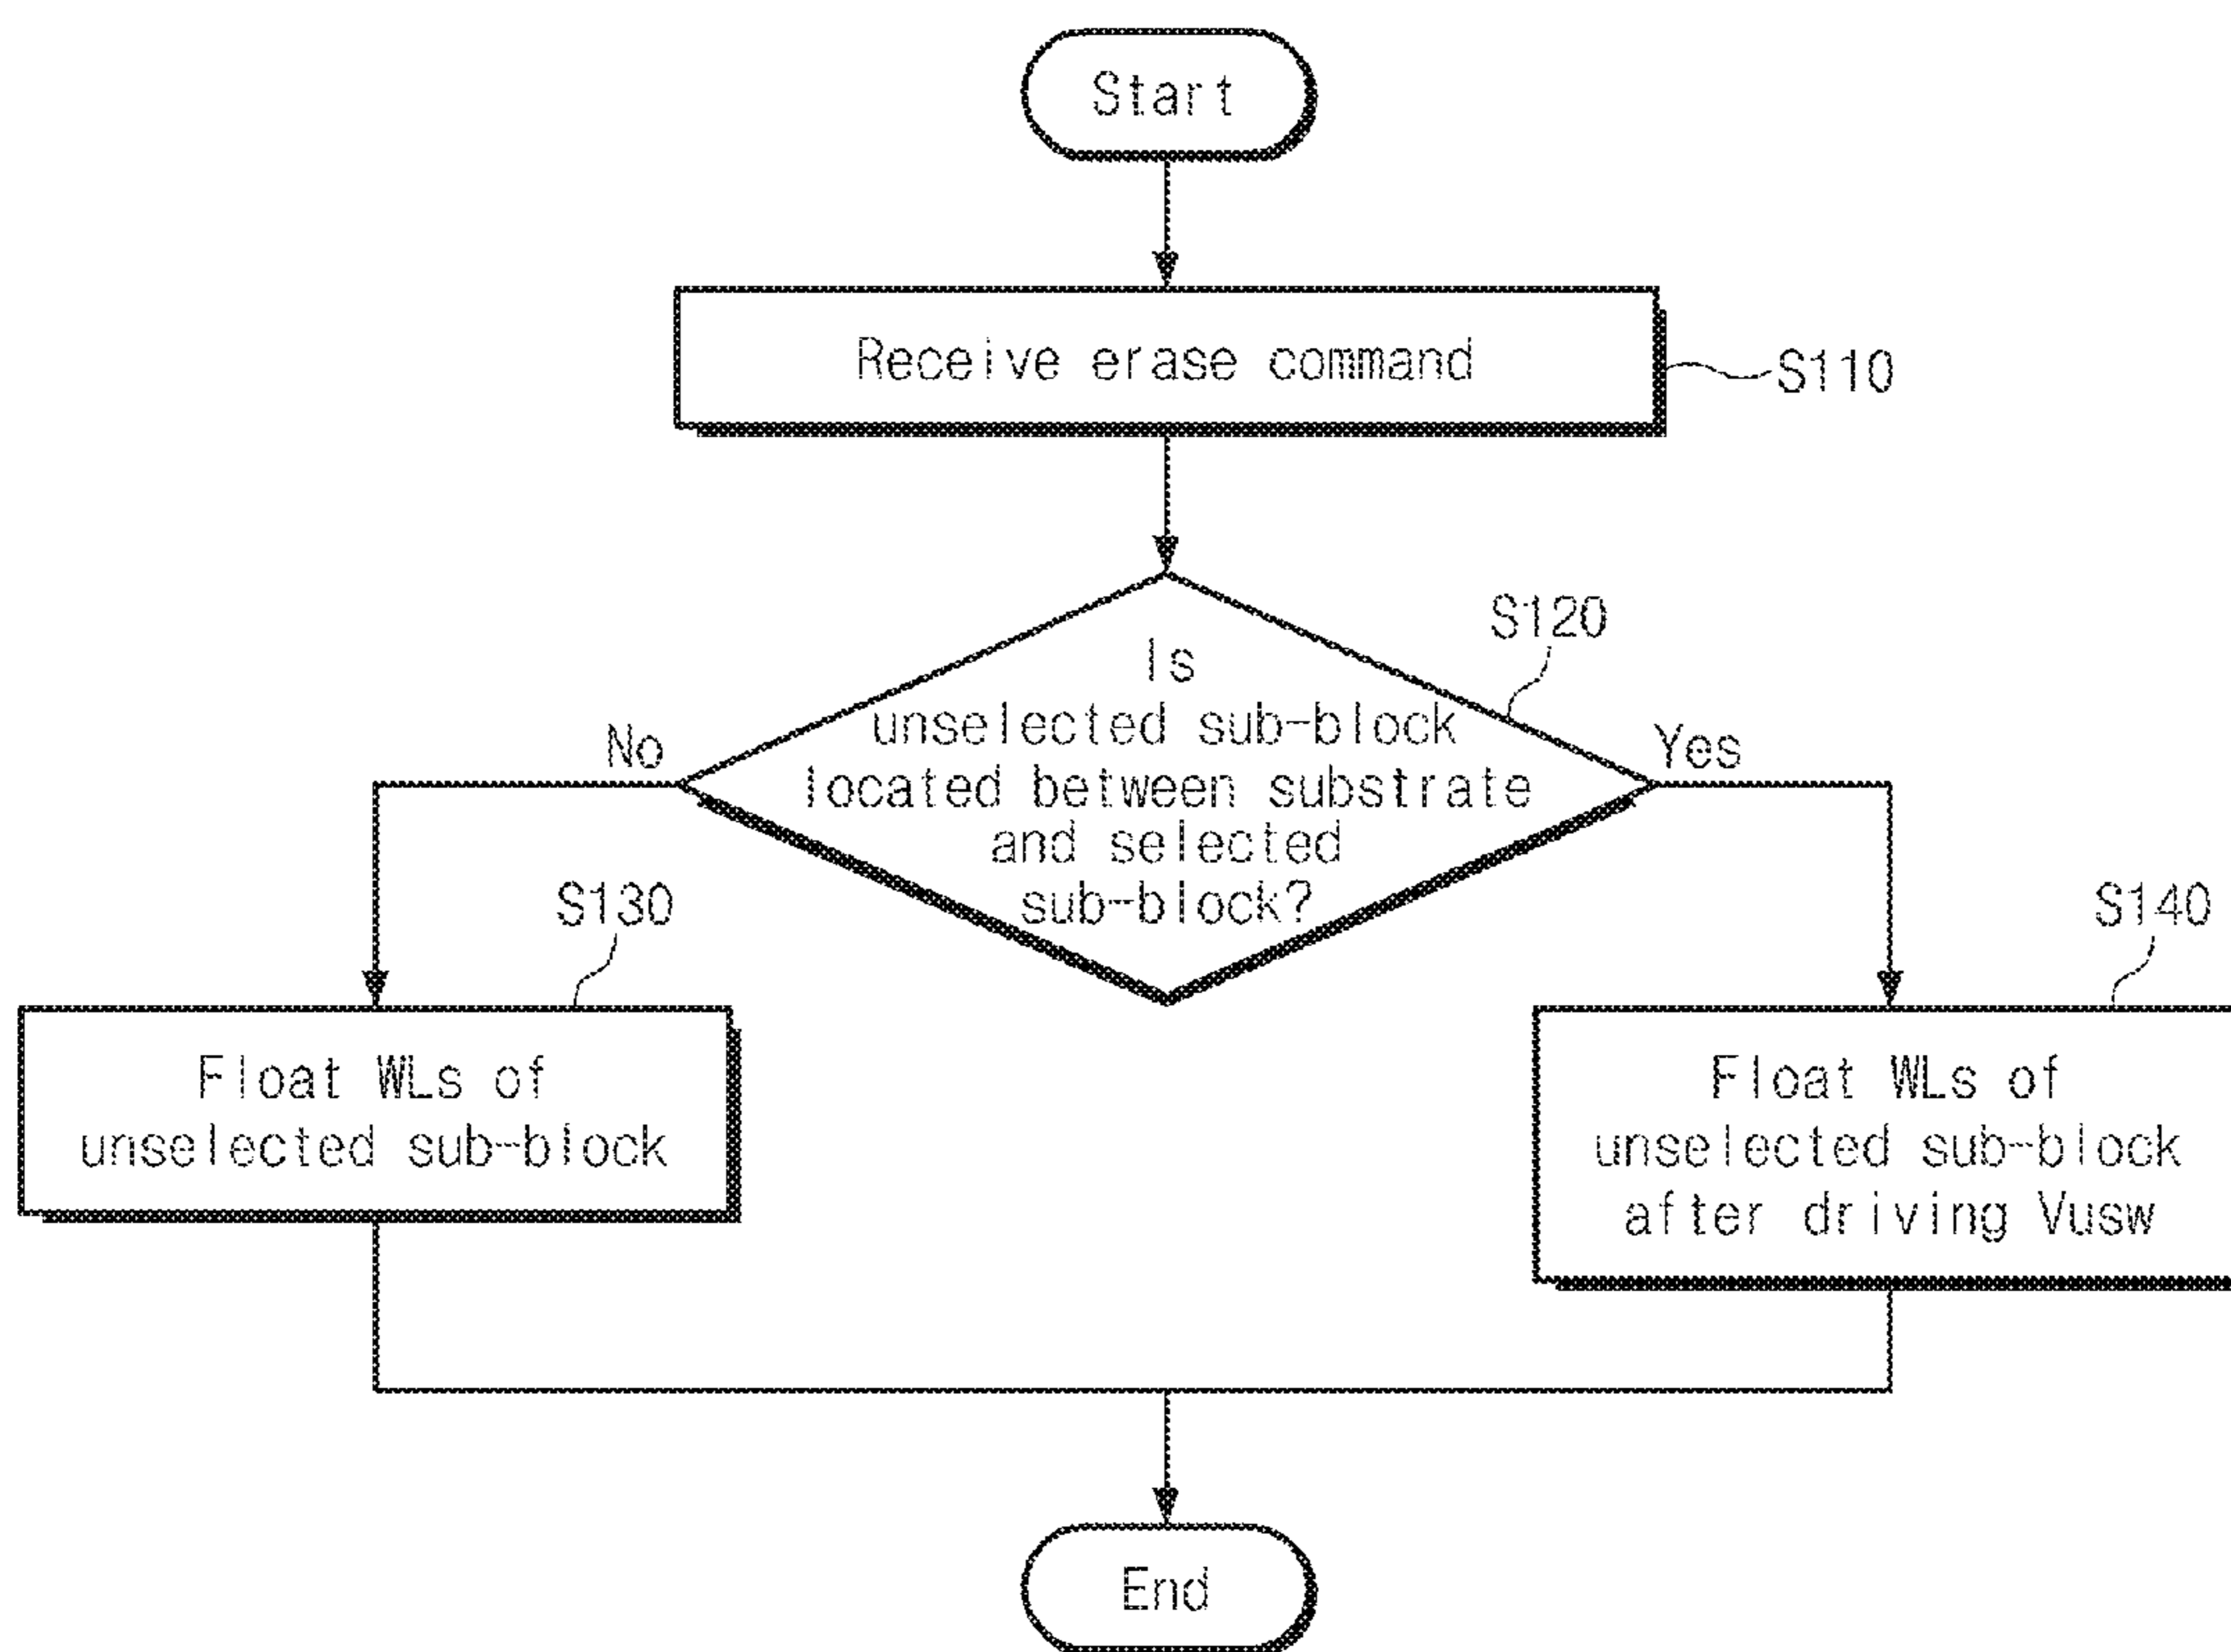 Start
Receive erase command
S110
S120
Is
unselected sub-block
located between substrate
and selected
sub-block?
No
Yes
S130
Float WLs of
unselected sub-block
S140
Float WLs of
unselected sub-block
after driving Vusw
End